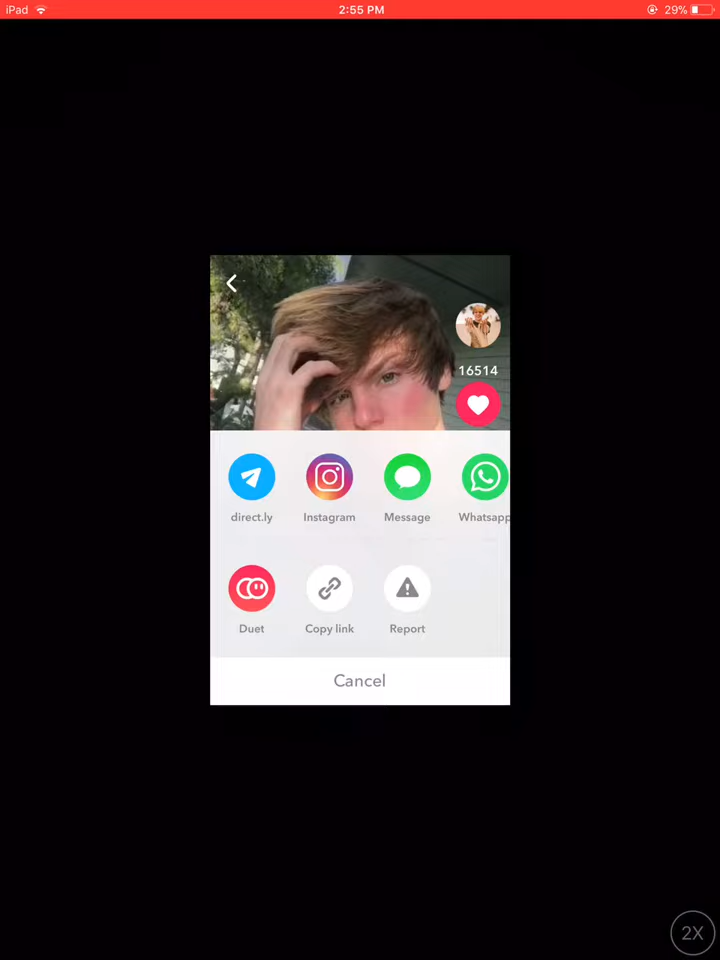 iPad 2:55 PM 29%
16514
direct.ly Instagram Message Whatsapp
Duet Copy link Report
Cancel
2X